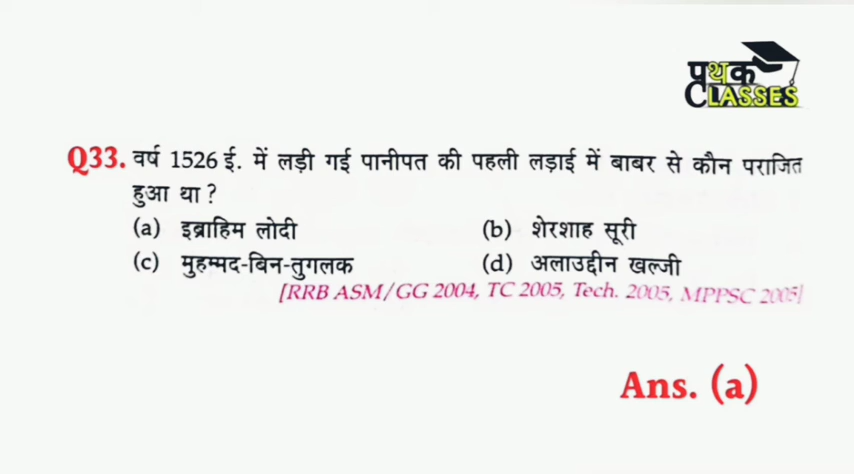 पथक
CLASSES
Q33. वर्ष 1526 ई. में लड़ी गई पानीपत की पहली लड़ाई में बाबर से कौन पराजित
हुआ था ?
(a) इब्राहिम लोदी (b) शेरशाह सूरी
(c) मुहम्मद-बिन-तुगलक (d) अलाउद्दीन खल्जी
[RRB ASM/GG 2004, TC 2005, Tech. 2005, MPPSC 2005]
Ans. (a)